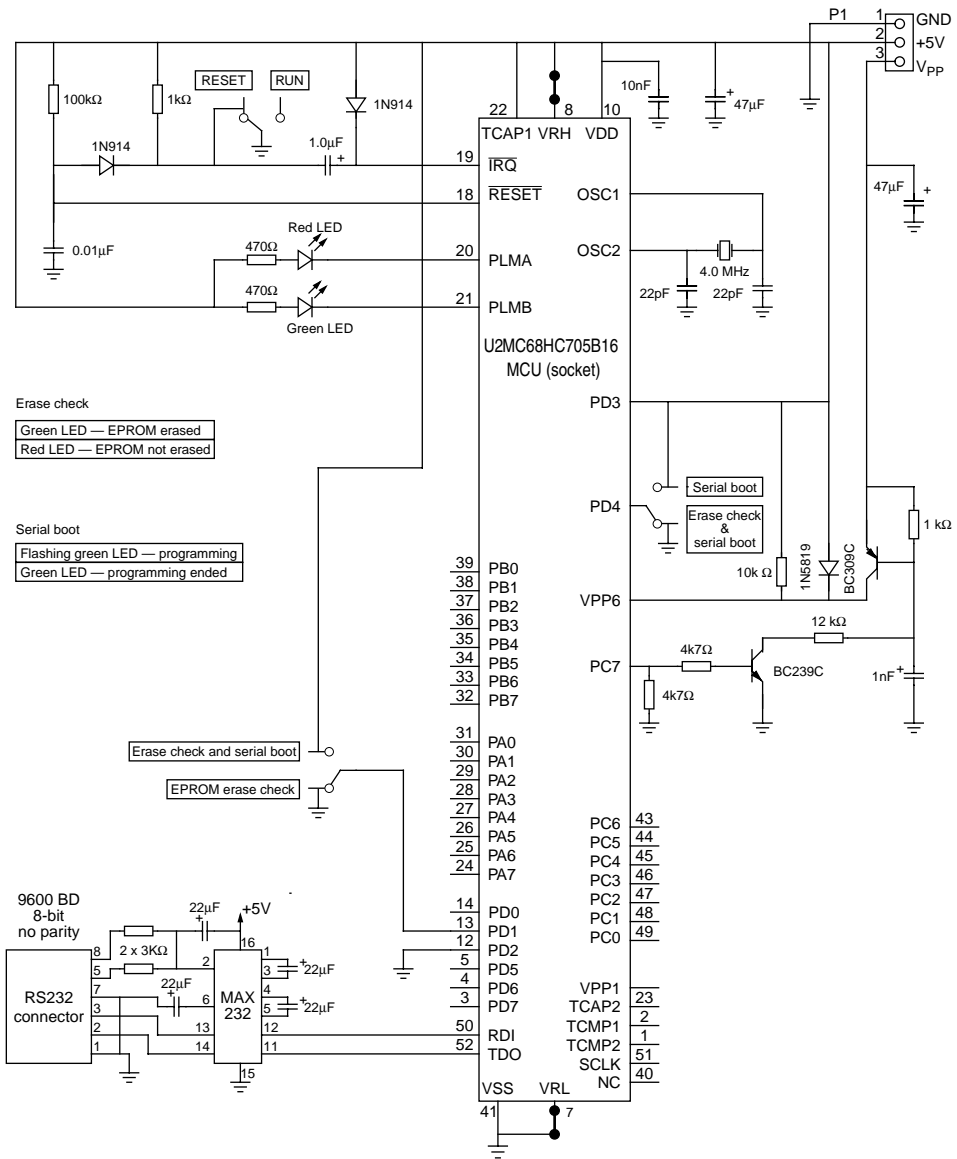 P1
1
GND
2
+5V
3
VPP
100kΩ
1kΩ
RESET
RUN
1N914
22
8
10
10nF
+
47µF
TCAP1
VRH
VDD
1N914
1.0µF
+
19
IRQ
18
RESET
OSC1
47µF
+
0.01µF
470Ω
Red LED
20
PLMA
OSC2
4.0 MHz
22pF
22pF
470Ω
Green LED
21
PLMB
U2MC68HC705B16
MCU (socket)
Erase check
Green LED — EPROM erased
Red LED — EPROM not erased
PD3
Serial boot
PD4
Erase check
&
serial boot
1 kΩ
Serial boot
Flashing green LED — programming
Green LED — programming ended
10k Ω
1N5819
BC309C
VPP6
12 kΩ
PC7
4k7Ω
4k7Ω
BC239C
1nF
+
39
PB0
38
PB1
37
PB2
36
PB3
35
PB4
34
PB5
33
PB6
32
PB7
31
PA0
30
PA1
29
PA2
28
PA3
27
PA4
26
PA5
25
PA6
24
PA7
Erase check and serial boot
EPROM erase check
PC6
43
PC5
44
PC4
45
PC3
46
PC2
47
PC1
48
PC0
49
14
PD0
13
PD1
12
PD2
5
PD5
4
PD6
3
PD7
50
RDI
52
TDO
VPP1
TCAP2
23
TCMP1
2
TCMP2
1
SCLK
51
NC
40
VSS
VRL
41
7
9600 BD
8-bit
no parity
22µF
+
+5V
8
2 x 3KΩ
5
7
3
2
1
RS232
connector
22µF
+
16
2
6
13
14
MAX
232
1
3
4
5
12
11
15
+
22µF
+
22µF